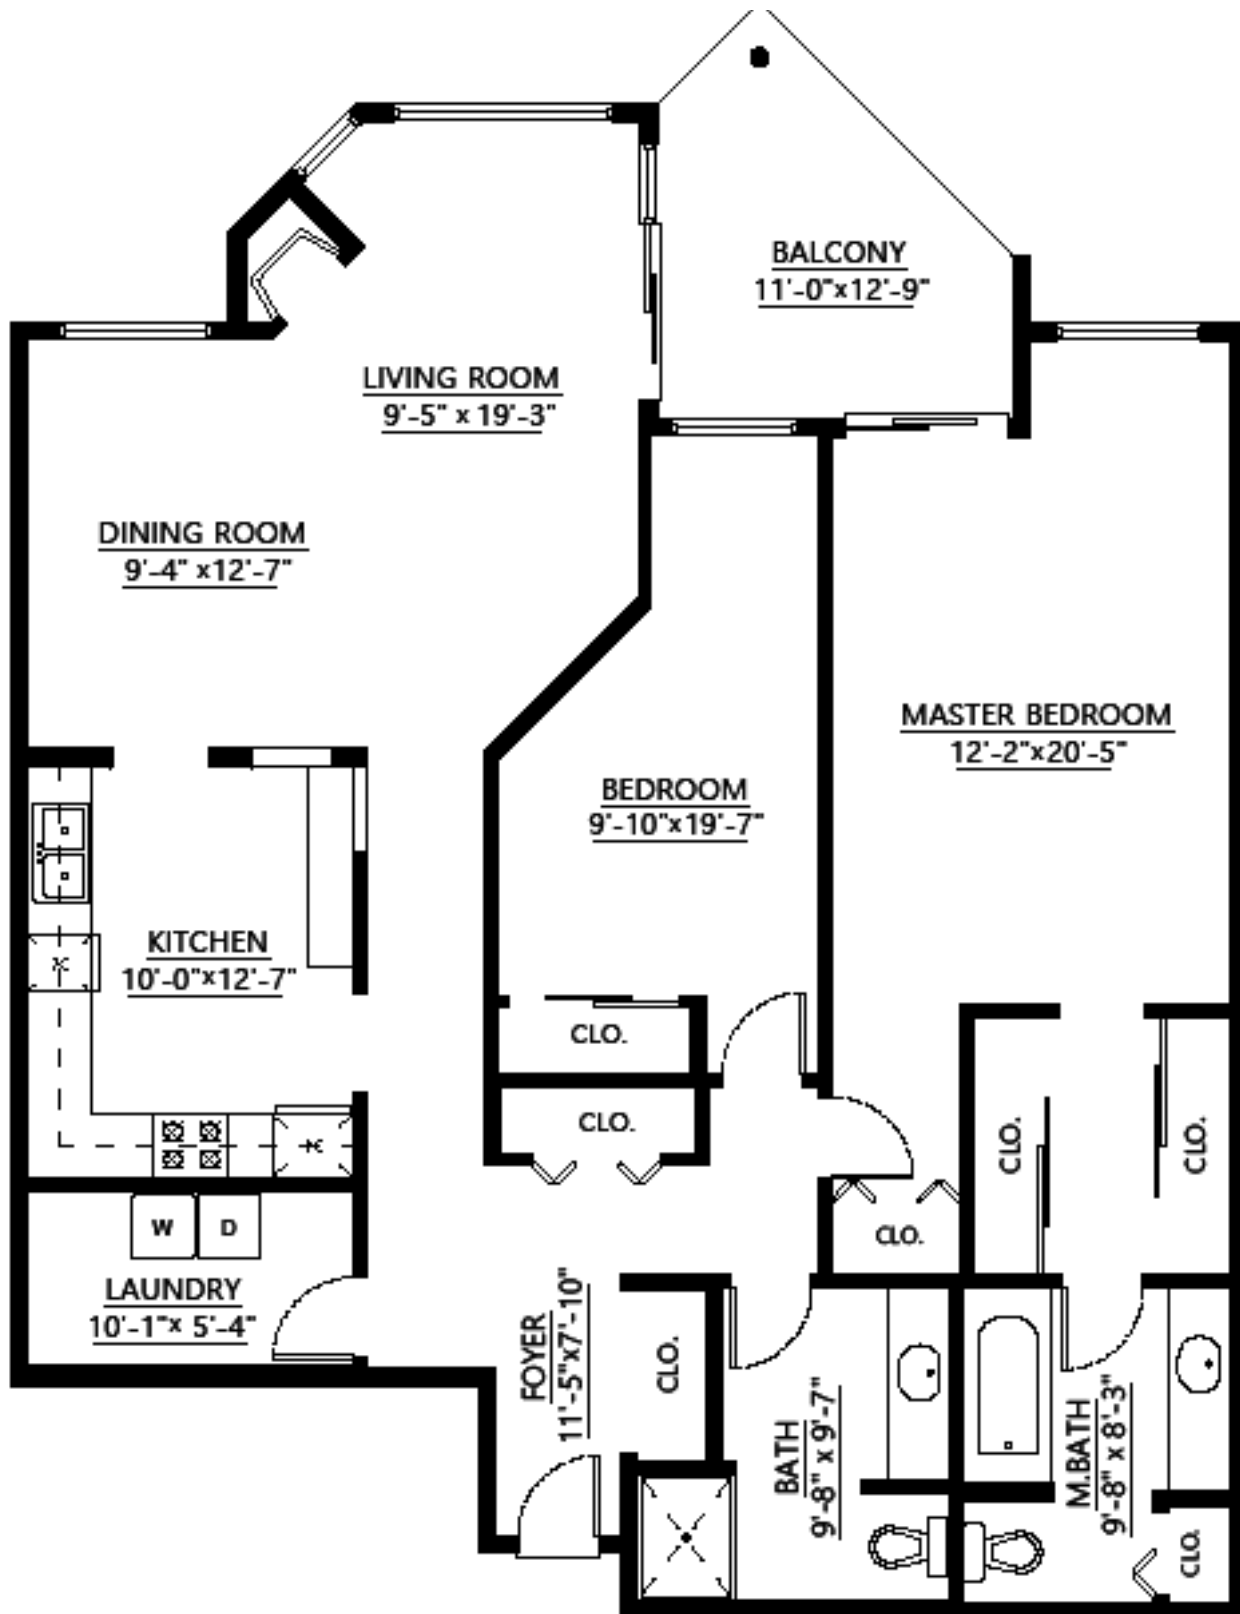 BALCONY
11'-0"x12'-9"
LIVING ROOM
9'-5" x 19'-3"
DINING ROOM
9'-4" x12'-7"
MASTER BEDROOM
12'-2"x20'-5"
BEDROOM
9'-10"x19'-7"
KITCHEN
10'-0"x12'-7"
CLO.
CLO.
CLO.
CLO.
CLO.
W
D
LAUNDRY
10'-1"x 5'-4"
FOYER
11'-5"x7'-10"
CLO.
BATH
9'-8" x 9'-7"
M.BATH
9'-8" x 8'-3"
CLO.